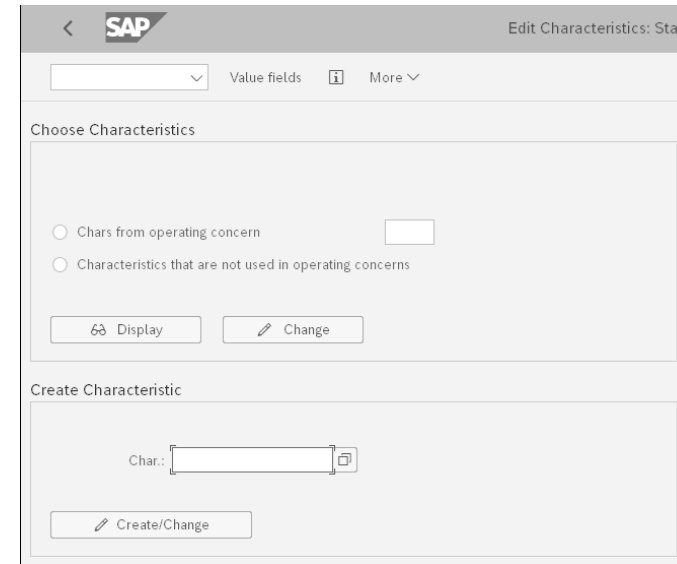 SAP
Edit Characteristics: Sta
Value fields
More
Choose Characteristics
Chars from operating concern
Characteristics that are not used in operating concerns
Display
Change
Create Characteristic
Char.:
Create/Change